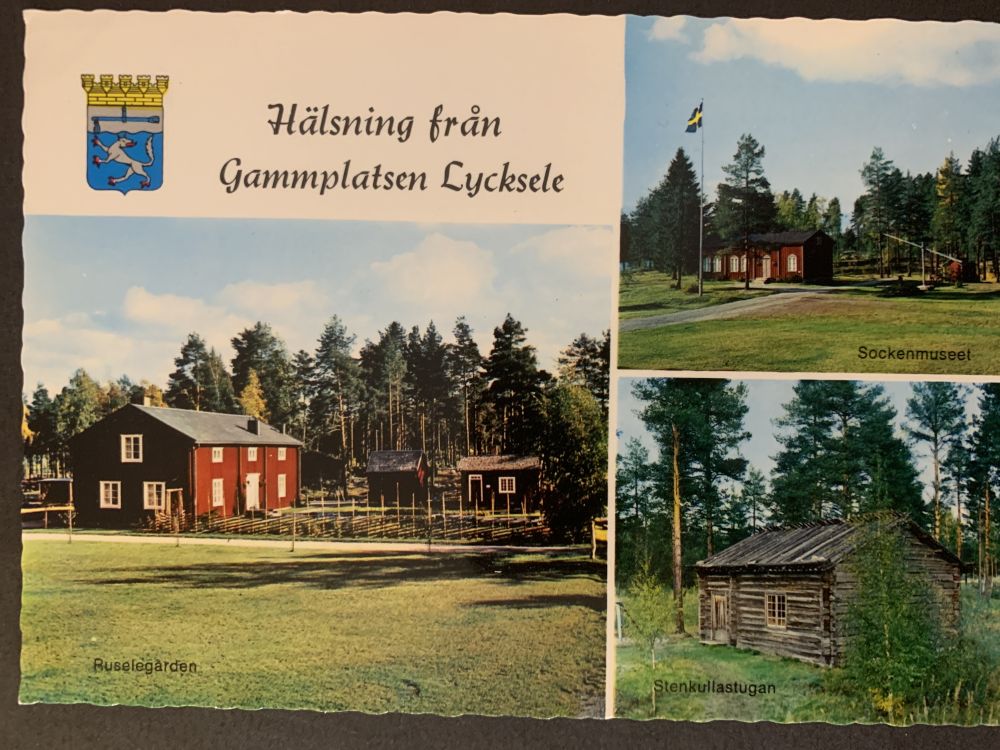 Hälsning från
Gammplatsen Lycksele
Sockenmuseet
Ruselegården
Stenkullastugan